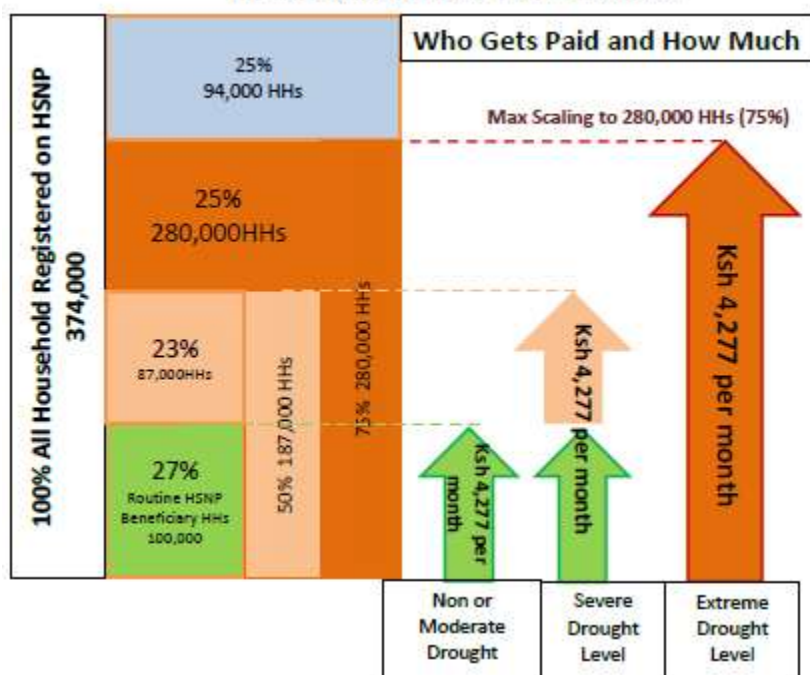 Who Gets Paid and How Much
100% All Household Registered on HSNP
374,000
25%
94,000 HHs
Max Scaling to 280,000 HHs (75%)
25%
280,000HHs
23%
87,000HHs
27%
Routine HSNP
Beneficiary HHs
100,000
50% 187,000 HHs
75% 280,000 HHs
Ksh 4,277 per
month
Ksh 4,277 per month
Ksh 4,277 per month
Non or
Moderate
Drought
Severe
Drought
Level
Extreme
Drought
Level